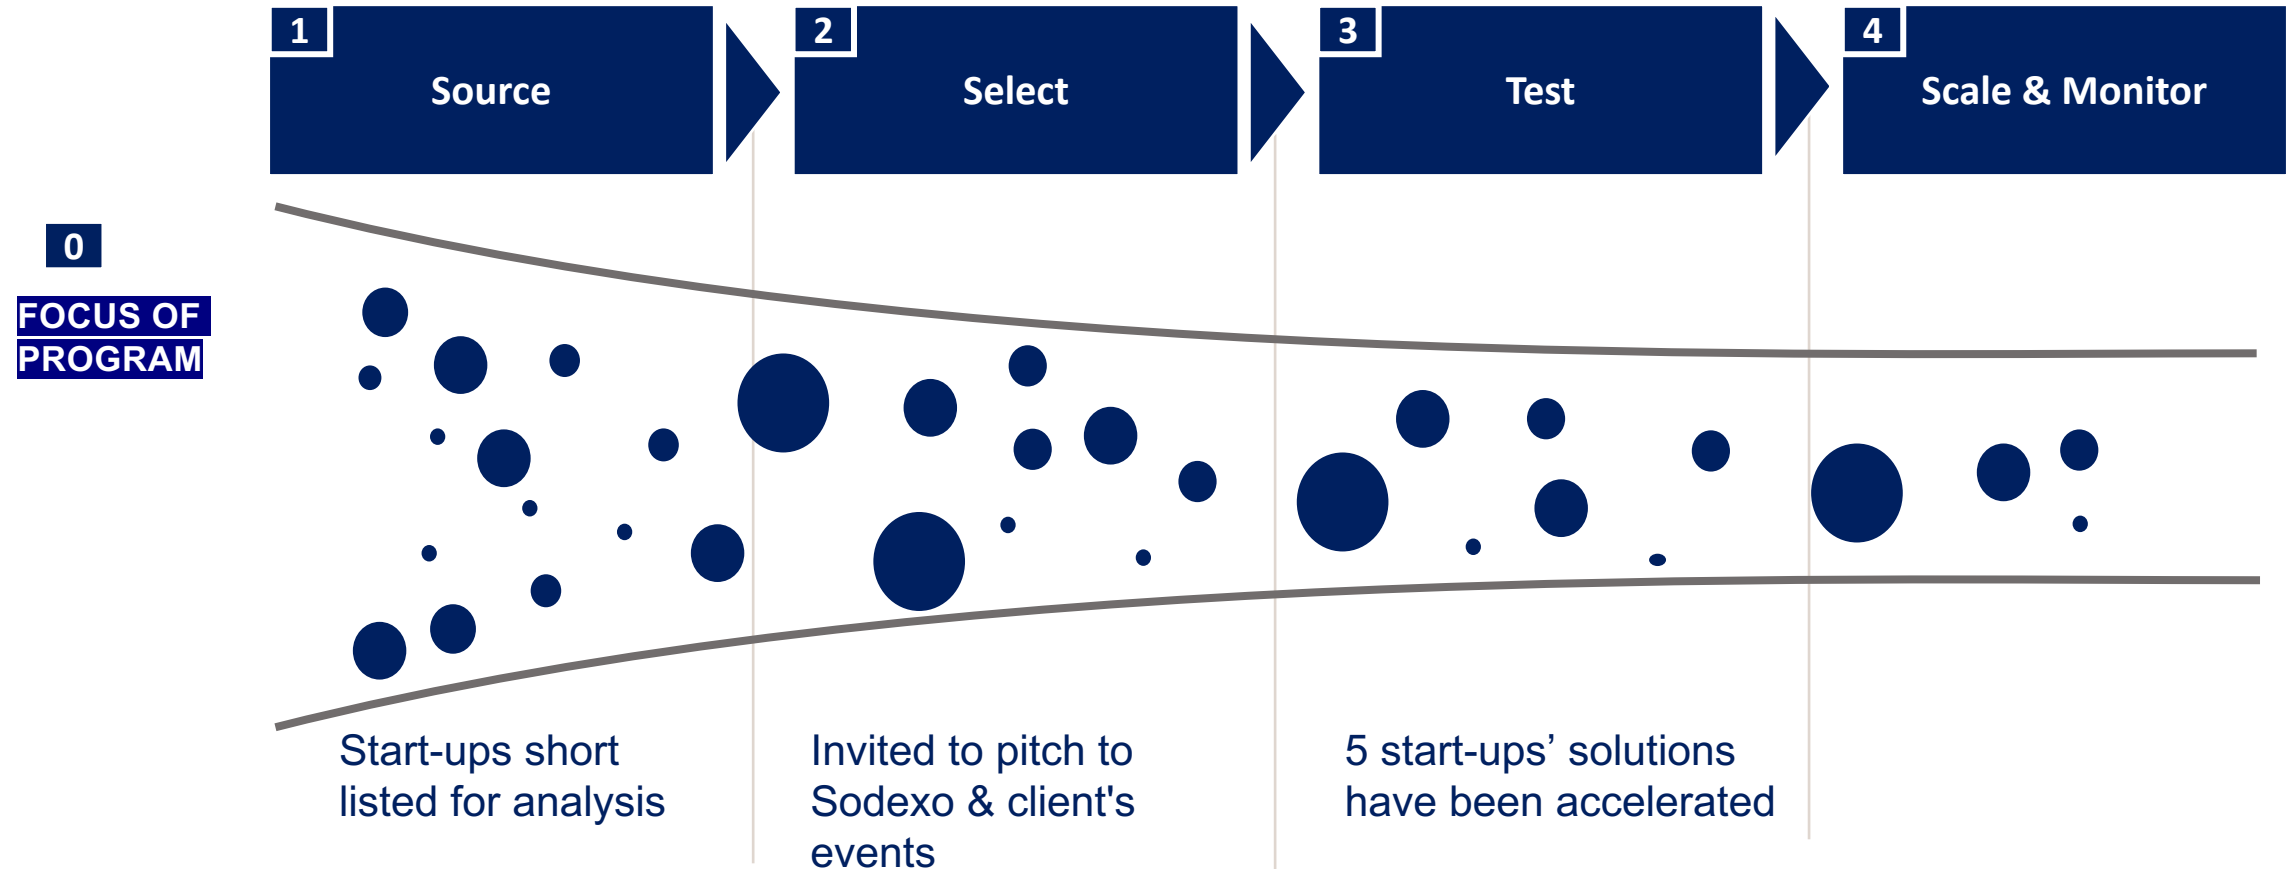 1
Source
2
Select
3
Test
4
Scale & Monitor
0
FOCUS OF
PROGRAM
Start-ups short
listed for analysis
Invited to pitch to
Sodexo & client's
events
5 start-ups’ solutions
have been accelerated